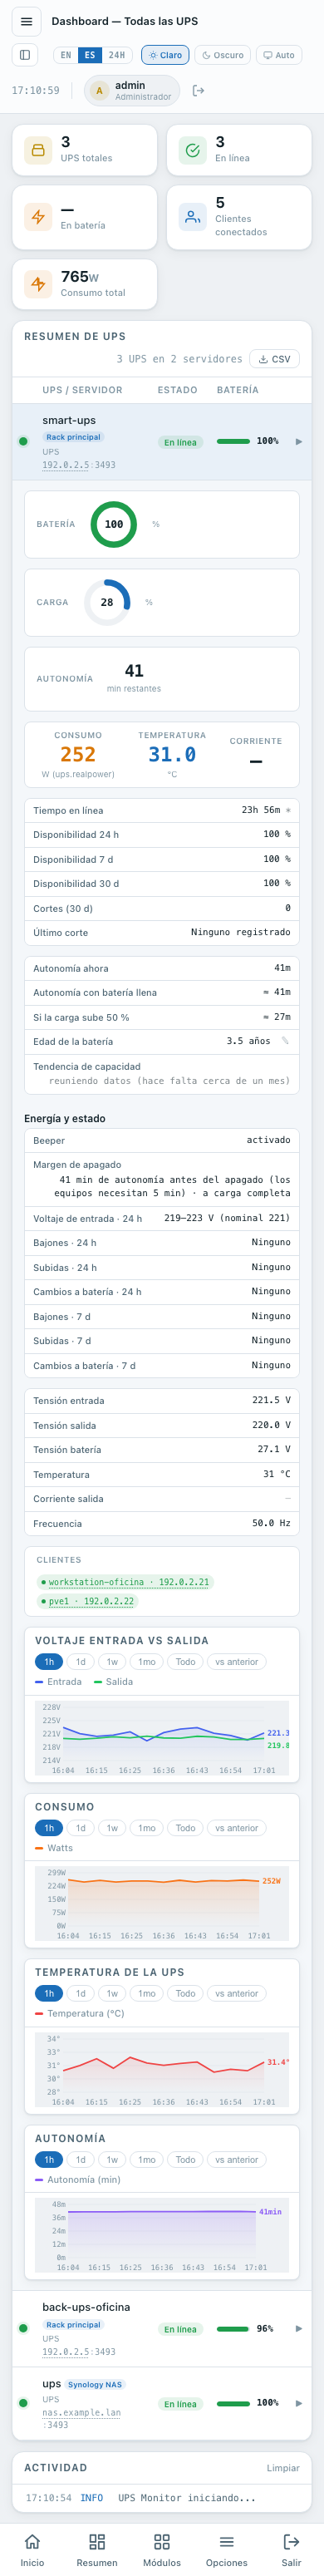 Dashboard — Todas las UPS
EN ES 24H Claro Oscuro Auto
17:10:59 A admin
Administrador
3
UPS totales
3
En línea
—
En batería
5
Clientes
conectados
765W
Consumo total
RESUMEN DE UPS
3 UPS en 2 servidores CSV
UPS / SERVIDOR ESTADO BATERÍA
smart-ups
Rack principal
UPS
192.0.2.5:3493
En línea 100%
BATERÍA 100 %
CARGA 28 %
AUTONOMÍA 41
min restantes
CONSUMO
252
W (ups.realpower)
TEMPERATURA
31.0
°C
CORRIENTE
—
Tiempo en línea 23h 56m
Disponibilidad 24 h 100 %
Disponibilidad 7 d 100 %
Disponibilidad 30 d 100 %
Cortes (30 d) 0
Último corte Ninguno registrado
Autonomía ahora 41m
Autonomía con batería llena ≈ 41m
Si la carga sube 50 % ≈ 27m
Edad de la batería 3.5 años
Tendencia de capacidad
reuniendo datos (hace falta cerca de un mes)
Energía y estado
Beeper activado
Margen de apagado
41 min de autonomía antes del apagado (los
equipos necesitan 5 min) · a carga completa
Voltaje de entrada · 24 h 219–223 V (nominal 221)
Bajones · 24 h Ninguno
Subidas · 24 h Ninguno
Cambios a batería · 24 h Ninguno
Bajones · 7 d Ninguno
Subidas · 7 d Ninguno
Cambios a batería · 7 d Ninguno
Tensión entrada 221.5 V
Tensión salida 220.0 V
Tensión batería 27.1 V
Temperatura 31 °C
Corriente salida —
Frecuencia 50.0 Hz
CLIENTES
workstation-oficina · 192.0.2.21
pve1 · 192.0.2.22
VOLTAJE ENTRADA VS SALIDA
1h 1d 1w 1mo Todo vs anterior
Entrada Salida
228V
225V
221V
218V
214V
221.3
219.8
16:04 16:15 16:25 16:36 16:43 16:54 17:01
CONSUMO
1h 1d 1w 1mo Todo vs anterior
Watts
299W
224W
150W
75W
0W
252W
16:04 16:15 16:25 16:36 16:43 16:54 17:01
TEMPERATURA DE LA UPS
1h 1d 1w 1mo Todo vs anterior
Temperatura (°C)
34°
33°
31°
30°
28°
31.4°
16:04 16:15 16:25 16:36 16:43 16:54 17:01
AUTONOMÍA
1h 1d 1w 1mo Todo vs anterior
Autonomía (min)
48m
36m
24m
12m
0m
41min
16:04 16:15 16:25 16:36 16:43 16:54 17:01
back-ups-oficina
Rack principal
UPS
192.0.2.5:3493
En línea 96%
ups Synology NAS
UPS
nas.example.lan
:3493
En línea 100%
ACTIVIDAD Limpiar
17:10:54 INFO UPS Monitor iniciando...
Inicio Resumen Módulos Opciones Salir